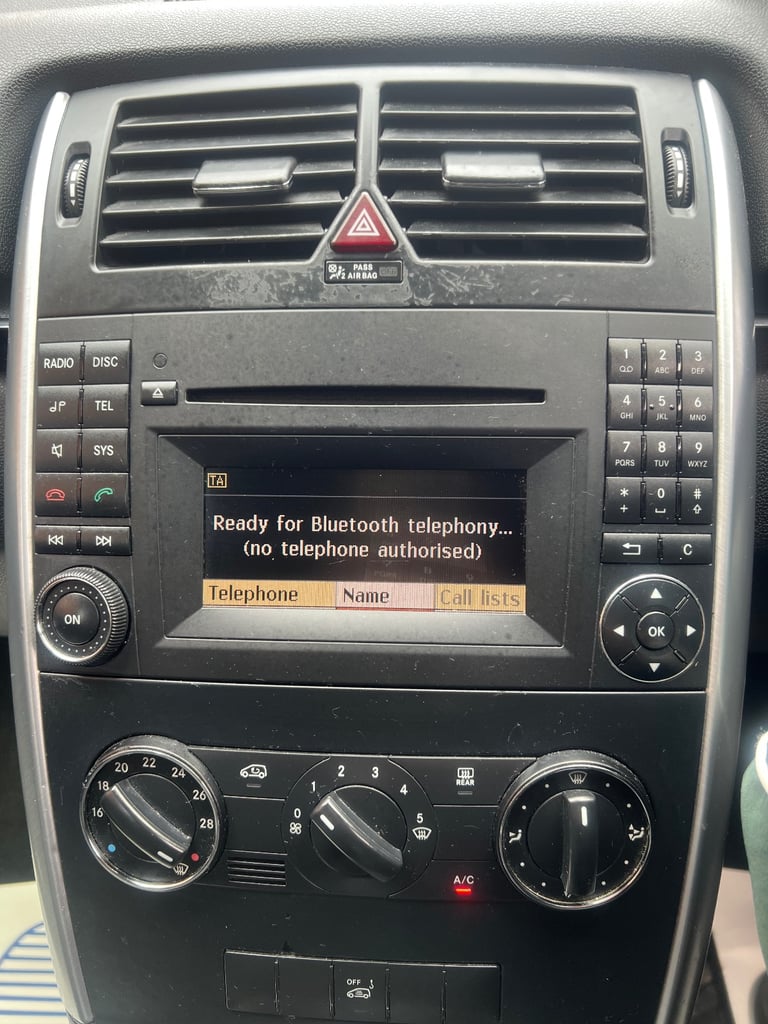 PASS
2 AIR BAG
RADIO
DISC
TEL
SYS
ON
TA
Ready for Bluetooth telephony...
(no telephone authorised)
Telephone
Name
Call lists
1
2
ABC
3
DEF
4
GHI
5
JKL
6
MNO
7
PQRS
8
TUV
9
WXYZ
*
+
0
#
C
OK
16
18
20
22
24
26
28
0
1
2
3
4
5
REAR
A/C
OFF